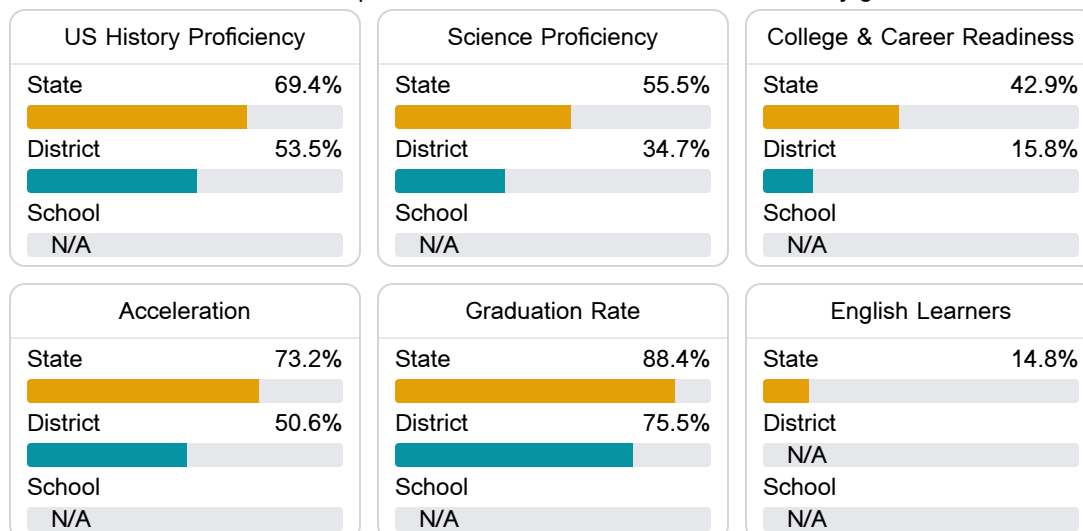 US History Proficiency
State 69.4%
District 53.5%
School
N/A
Science Proficiency
State 55.5%
District 34.7%
School
N/A
College & Career Readiness
State 42.9%
District 15.8%
School
N/A
Acceleration
State 73.2%
District 50.6%
School
N/A
Graduation Rate
State 88.4%
District 75.5%
School
N/A
English Learners
State 14.8%
District
N/A
School
N/A